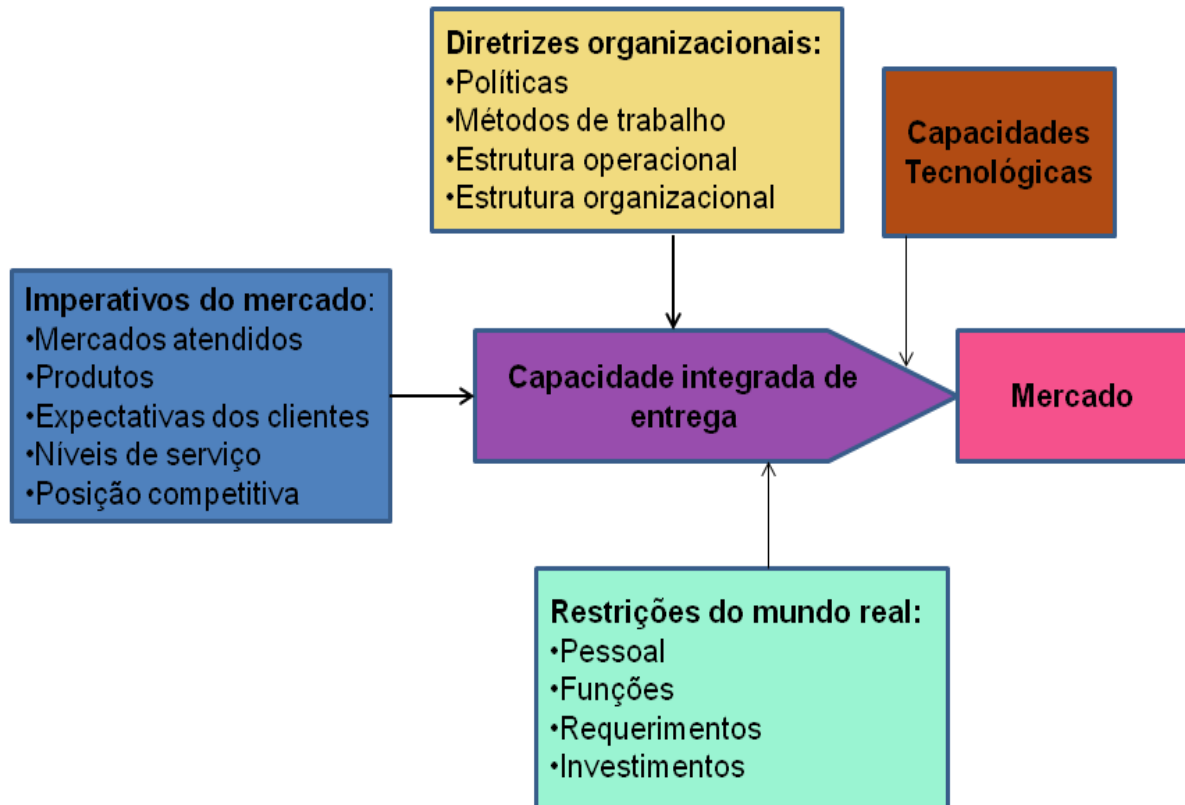 Diretrizes organizacionais:
•Políticas
•Métodos de trabalho
•Estrutura operacional
•Estrutura organizacional
Capacidades
Tecnológicas
Imperativos do mercado:
•Mercados atendidos
•Produtos
•Expectativas dos clientes
•Níveis de serviço
•Posição competitiva
Capacidade integrada de
entrega
Mercado
Restrições do mundo real:
•Pessoal
•Funções
•Requerimentos
•Investimentos